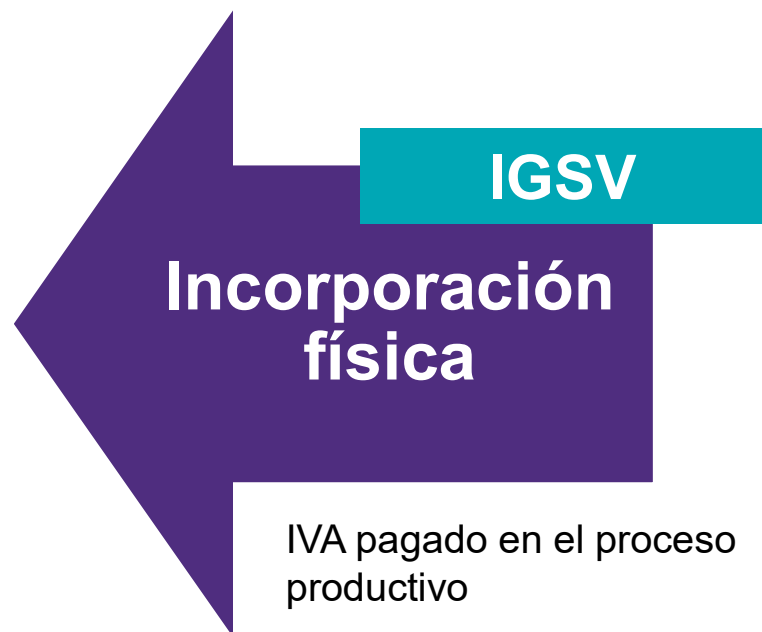 IGSV
Incorporación
física
IVA pagado en el proceso
productivo